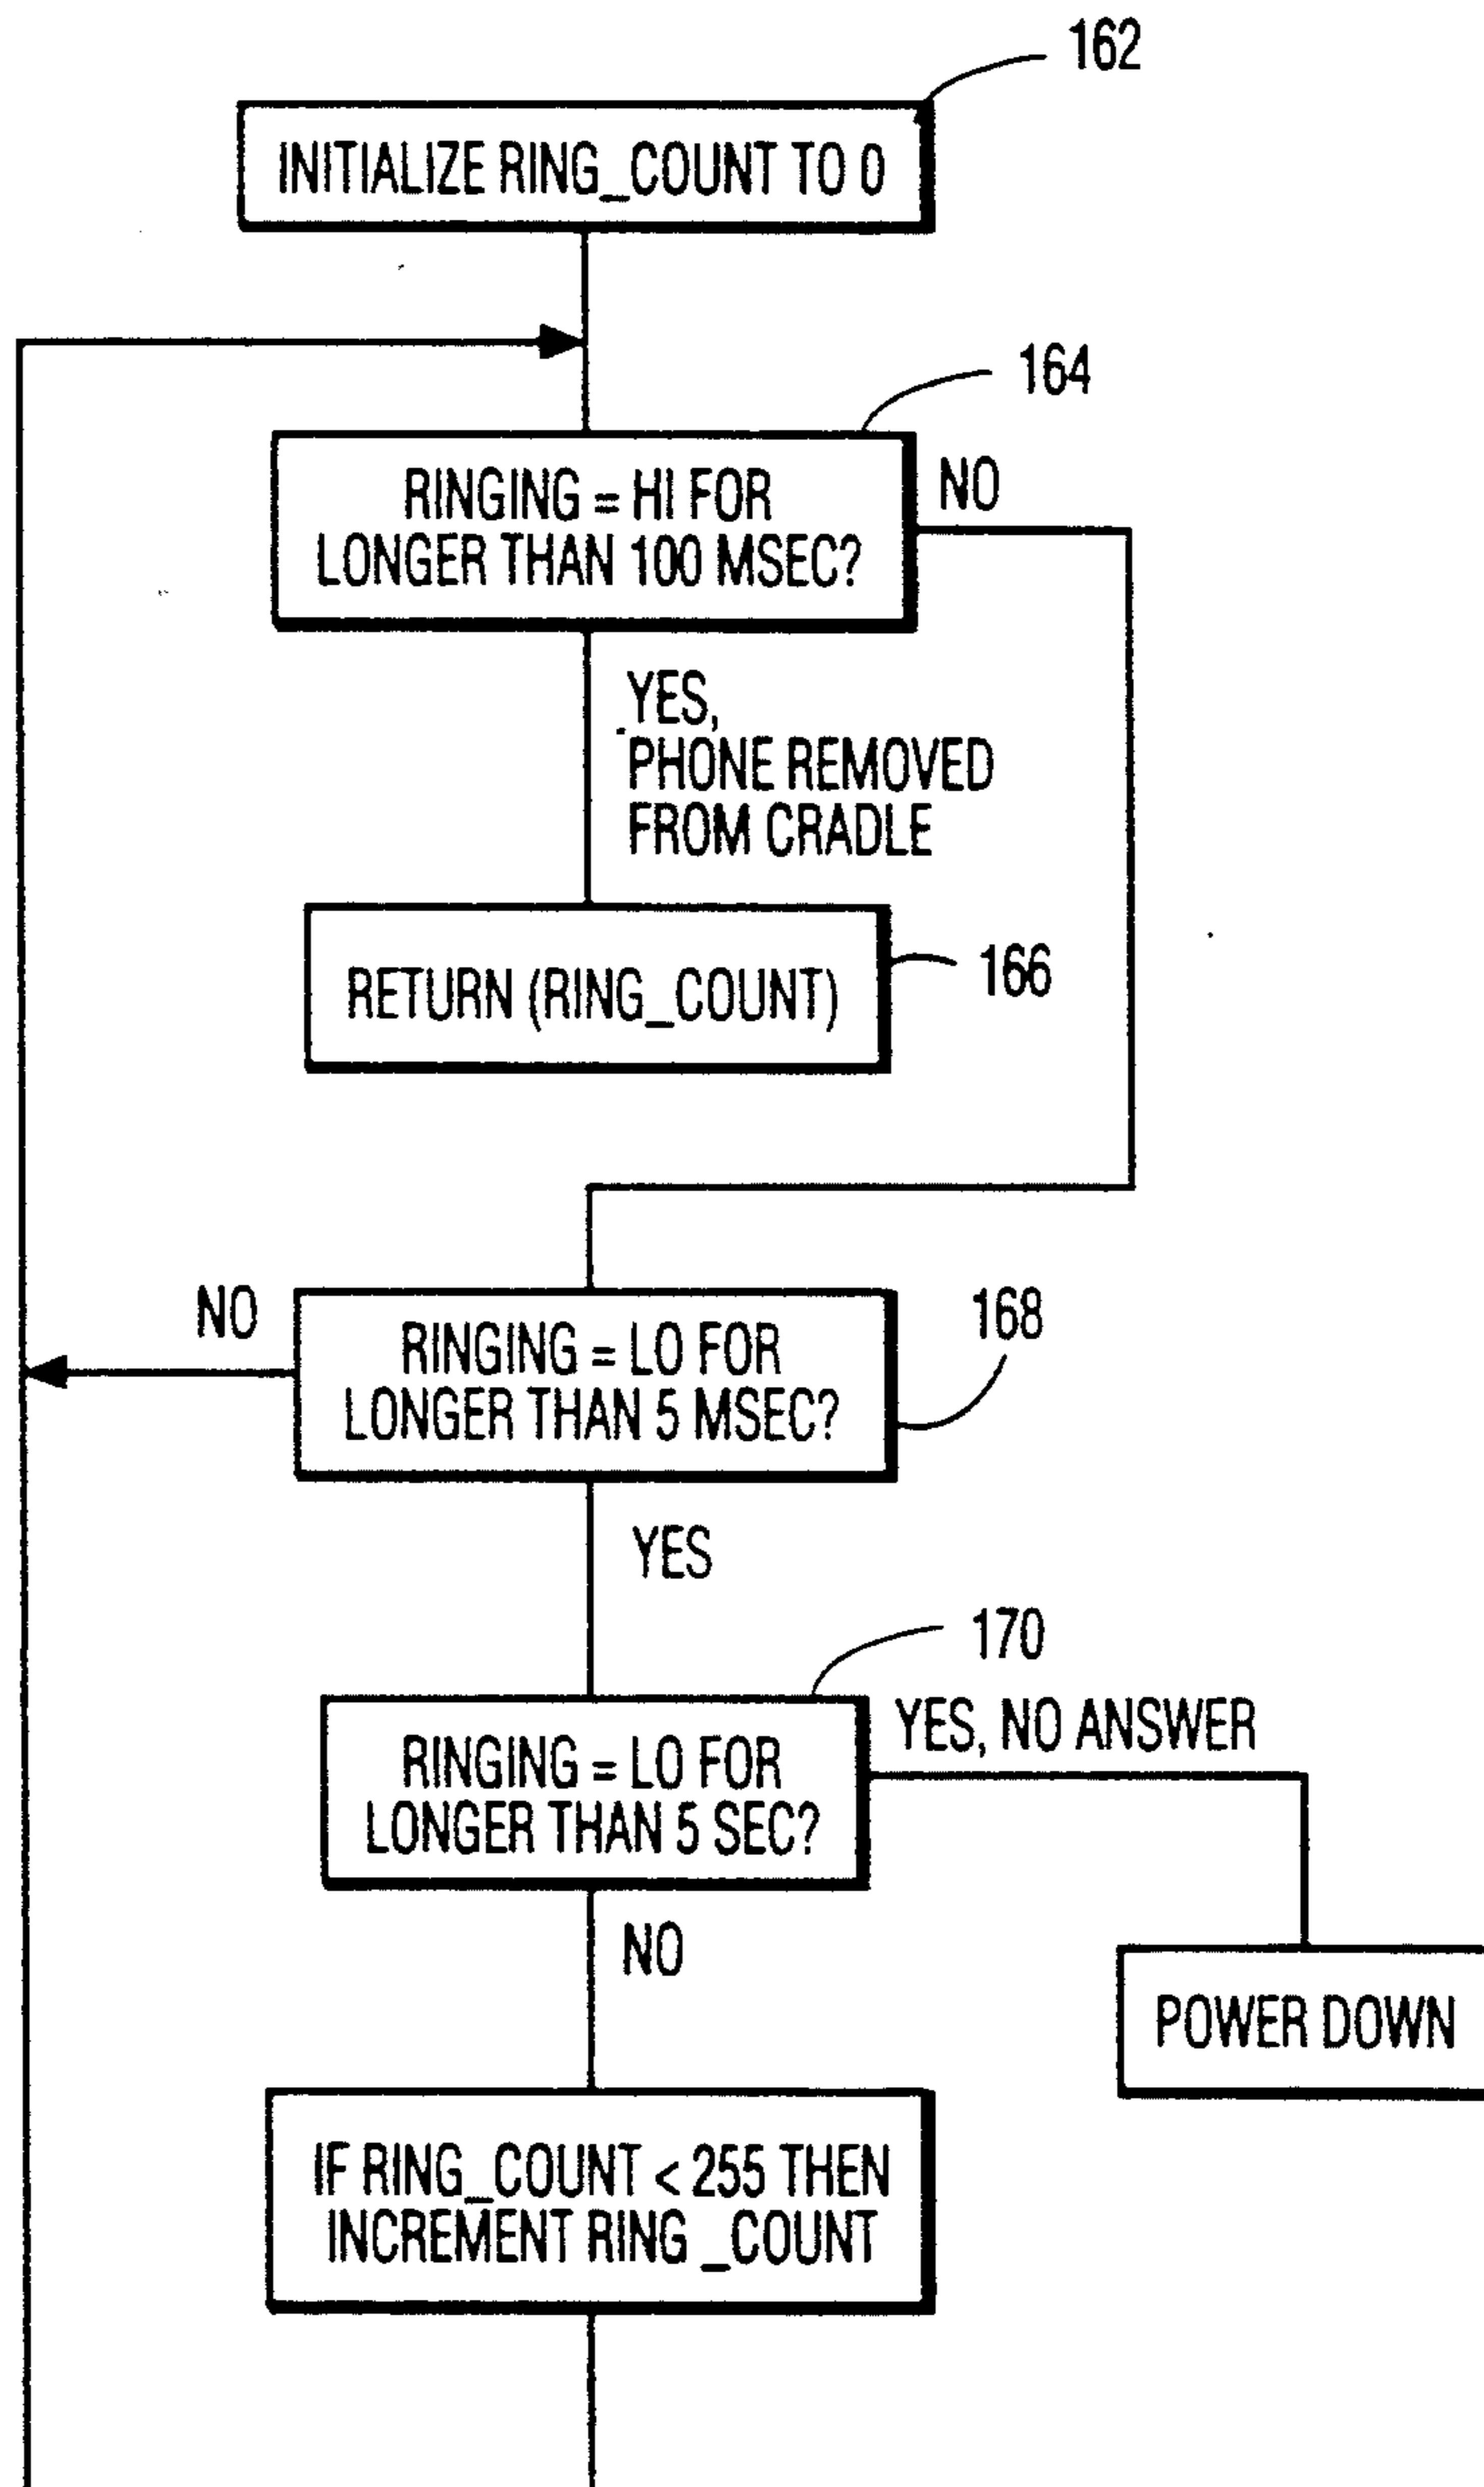 162
INITIALIZE RING_COUNT TO 0
164
RINGING = HI FOR
LONGER THAN 100 MSEC?
NO
YES,
PHONE REMOVED
FROM CRADLE
RETURN (RING_COUNT)
166
NO
RINGING = LO FOR
LONGER THAN 5 MSEC?
168
YES
170
RINGING = LO FOR
LONGER THAN 5 SEC?
YES, NO ANSWER
NO
POWER DOWN
IF RING_COUNT < 255 THEN
INCREMENT RING _COUNT